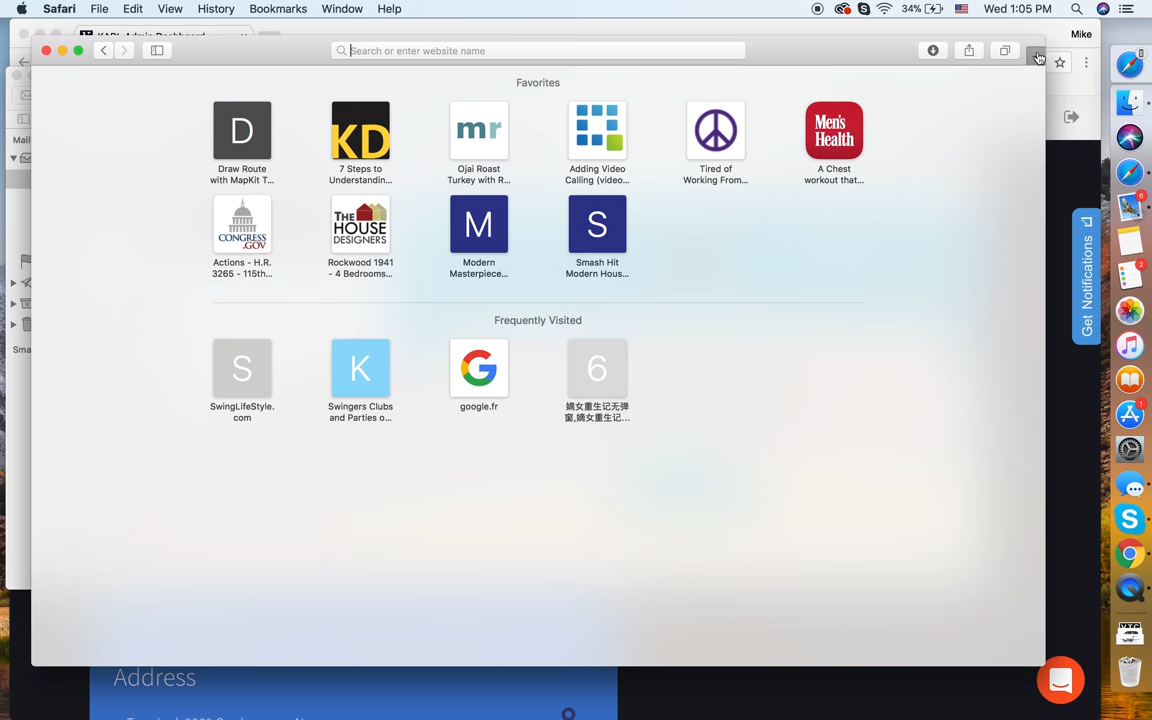 Safari File Edit View History Bookmarks Window Help 34% Wed 1:05 PM
Mike
Search or enter website name
Mail
Favorites
D KD mr Men's Health
Draw Route with MapKit T...
7 Steps to Understandin...
Ojai Roast Turkey with R...
Adding Video Calling (video...
Tired of Working From...
A Chest workout that...
CONGRESS .GOV THE HOUSE DESIGNERS M S
Actions - H.R. 3265 - 115th...
Rockwood 1941 - 4 Bedrooms...
Modern Masterpiece...
Smash Hit Modern Hous...
Get Notifications
Sma
Frequently Visited
S K G 6
SwingLifeStyle. com
Swingers Clubs and Parties o...
google.fr
嫡女重生记无弹 窗,嫡女重生记...
6
2
1
Address